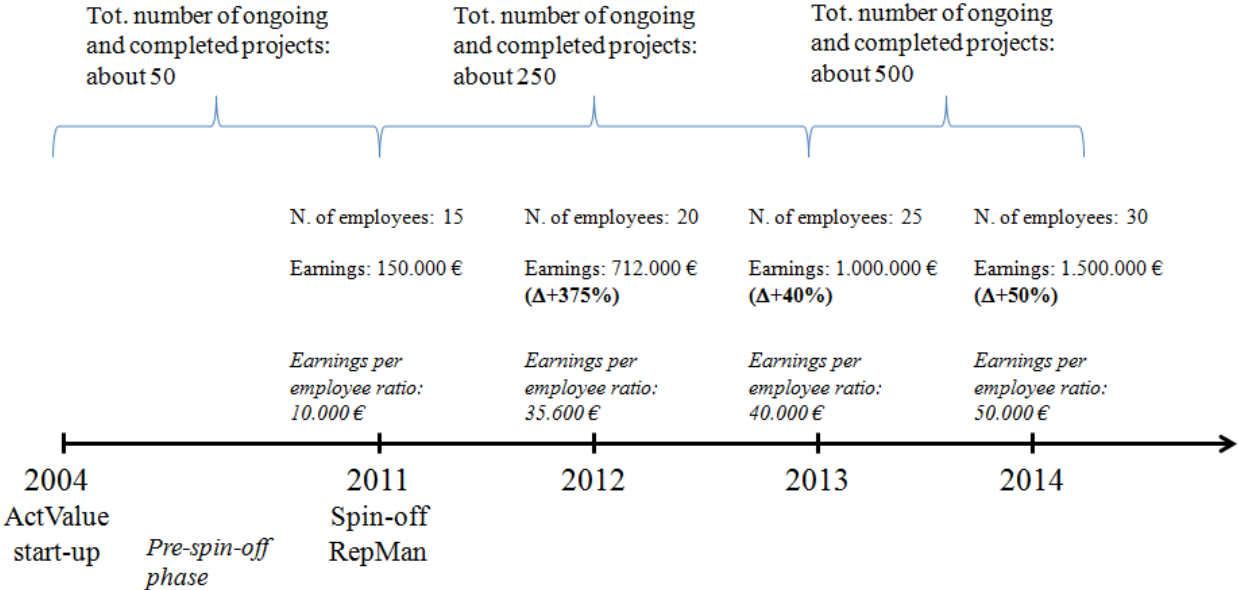 Tot. number of ongoing
and completed projects:
about 50
Tot. number of ongoing
and completed projects:
about 250
Tot. number of ongoing
and completed projects:
about 500
N. of employees: 15
Earnings: 150.000 €
Earnings per
employee ratio:
10.000 €
N. of employees: 20
Earnings: 712.000 €
(Δ+375%)
Earnings per
employee ratio:
35.600 €
N. of employees: 25
Earnings: 1.000.000 €
(Δ+40%)
Earnings per
employee ratio:
40.000 €
N. of employees: 30
Earnings: 1.500.000 €
(Δ+50%)
Earnings per
employee ratio:
50.000 €
2004
ActValue
start-up
Pre-spin-off
phase
2011
Spin-off
RepMan
2012
2013
2014